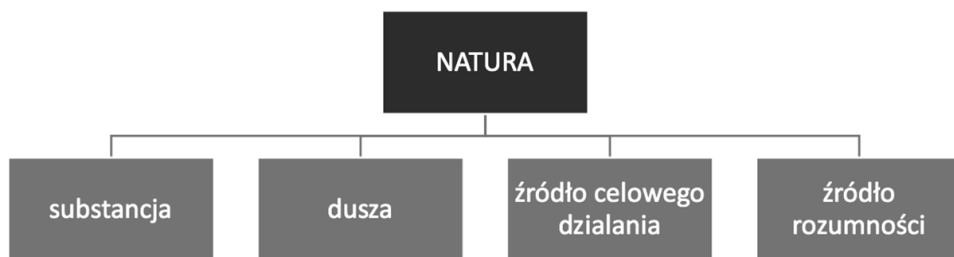 NATURA
substancja
dusza
źródło celowego
dzialania
źródło
rozumności